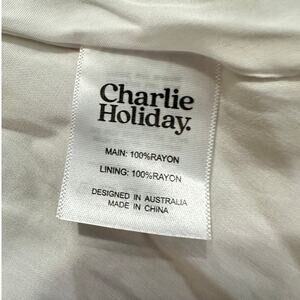 Charlie
Holiday.
MAIN: 100%RAYON
LINING: 100%RAYON
DESIGNED IN AUSTRALIA
MADE IN CHINA